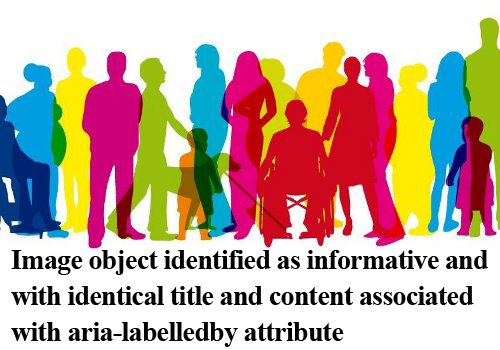 Image object identified as informative and
with identical title and content associated
with aria-labelledby attribute